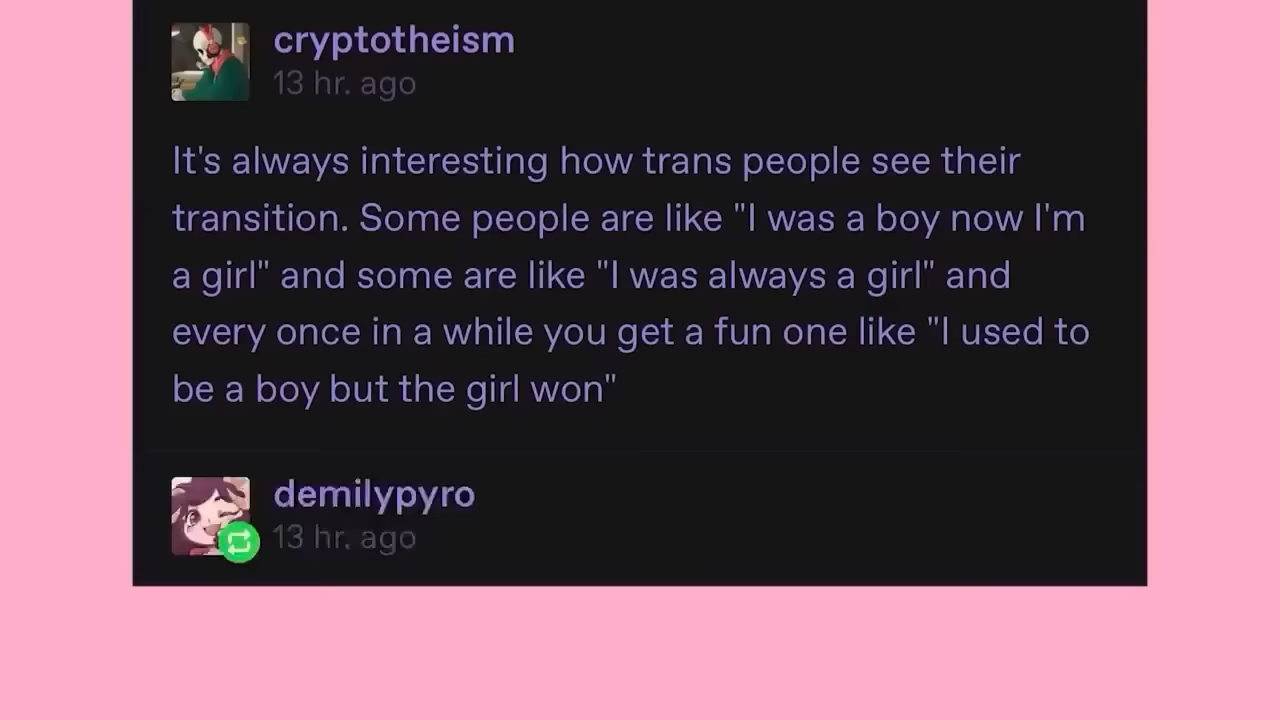 cryptotheism
13 hr. ago
It's always interesting how trans people see their
transition. Some people are like "I was a boy now I'm
a girl" and some are like "I was always a girl" and
every once in a while you get a fun one like "I used to
be a boy but the girl won"
demilypyro
13 hr. ago